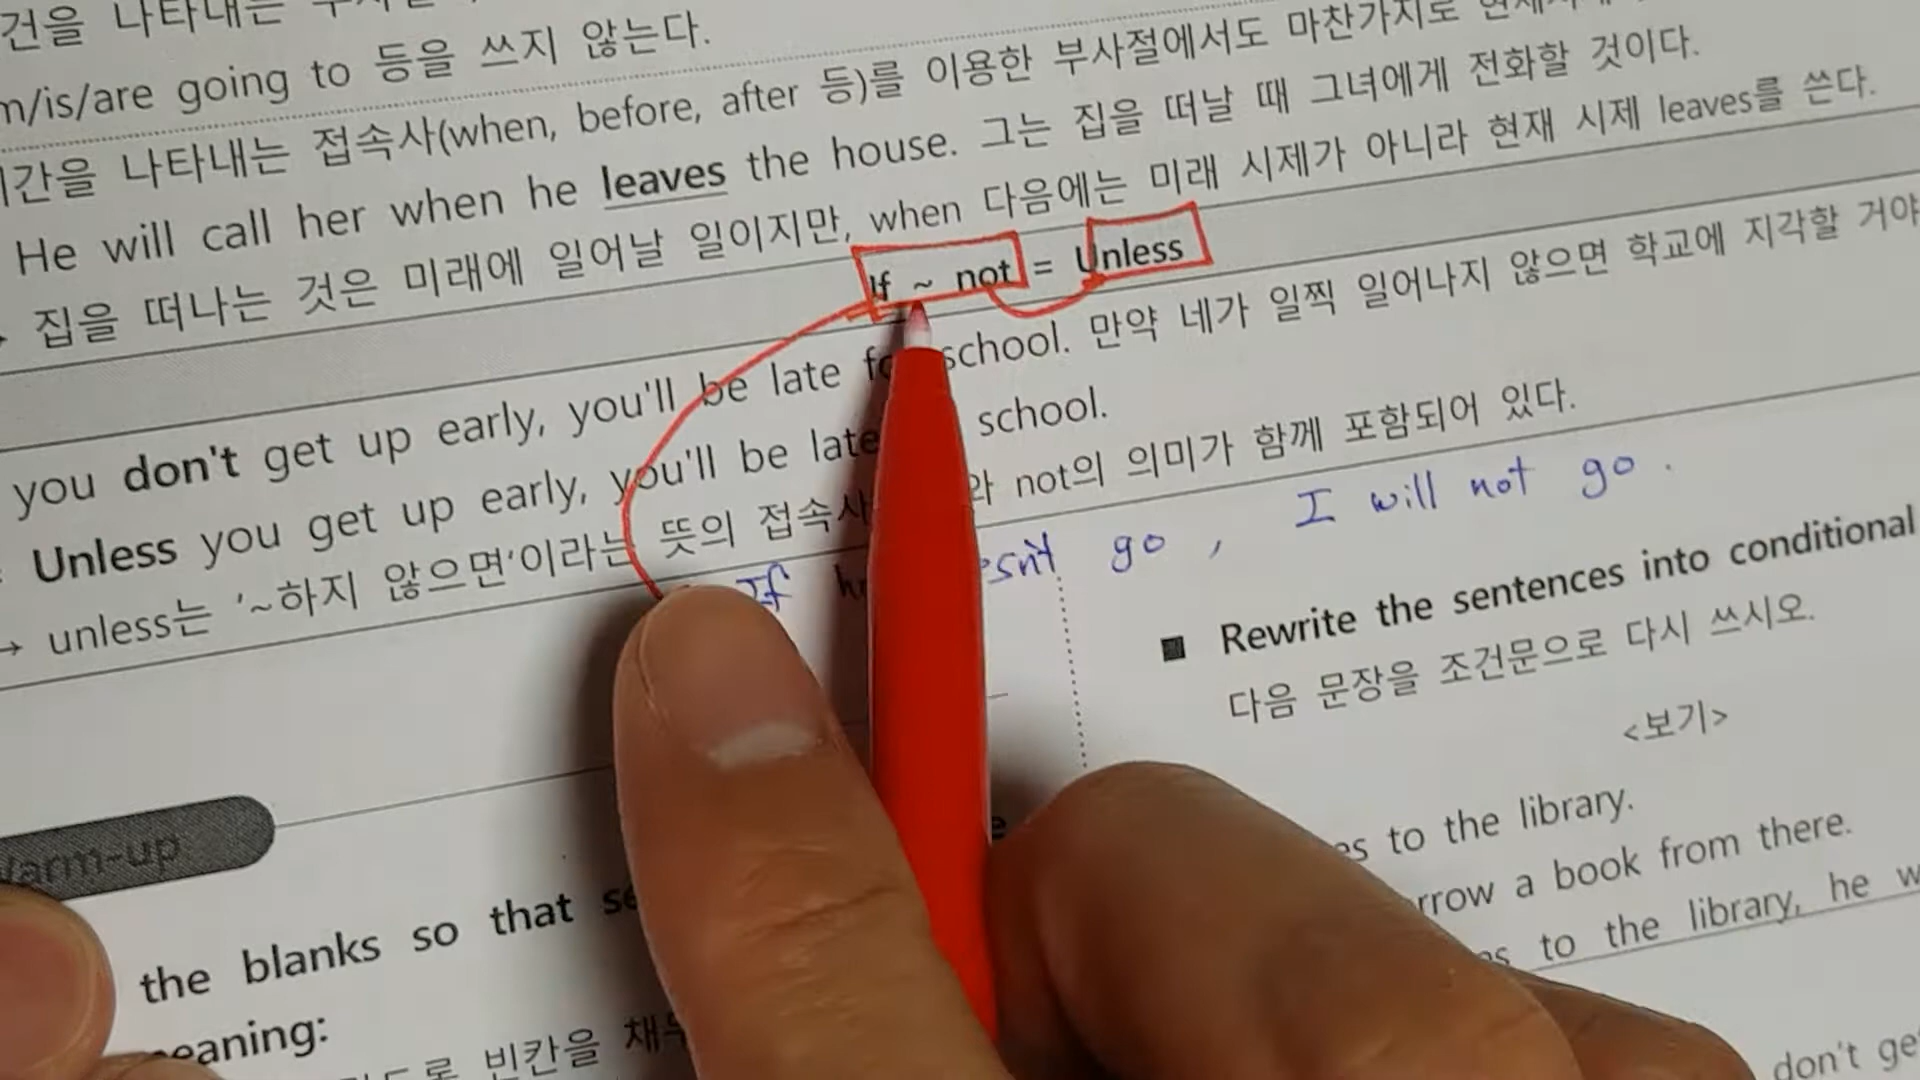 건을 나타내는
m/is/are going to 등을 쓰지 않는다.
시간을 나타내는 접속사(when, before, after 등)를 이용한 부사절에서도 마찬가지로
He will call her when he leaves the house. 그는 집을 떠날 때 그녀에게 전화할 것이다.
집을 떠나는 것은 미래에 일어날 일이지만, when 다음에는 미래 시제가 아니라 현재 시제 leaves를 쓴다.
If ~ not = Unless
you don't get up early, you'll be late school. 만약 네가 일찍 일어나지 않으면 학교에 지각할 거야
Unless you get up early, you'll be late school.
→ unless는 '~하지 않으면'이라는 뜻의 접속사 not의 의미가 함께 포함되어 있다.
If go, I will not go.
■ Rewrite the sentences into conditional
다음 문장을 조건문으로 다시 쓰시오.
<보기>
Warm-up
to the library.
a book from there.
the blanks so that
to the library, he
빈칸을
don't